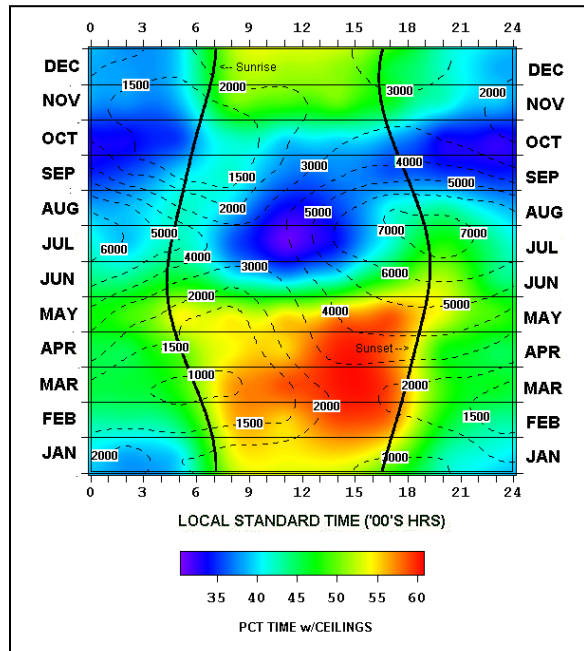 0 3 6 9 12 15 18 21 24
DEC <-- Sunrise DEC
1500 2000 3000 2000
NOV NOV
OCT OCT
3000 4000
SEP 1500 5000 SEP
AUG 2000 5000 AUG
5000 7000 7000
JUL 6000 4000 JUL
3000 6000
JUN JUN
2000 4000 5000
MAY MAY
1500 Sunset -->
APR APR
1000 2000
MAR MAR
2000
FEB 1500 1500 FEB
JAN 2000 3000 JAN
0 3 6 9 12 15 18 21 24
LOCAL STANDARD TIME ('00'S HRS)
35 40 45 50 55 60
PCT TIME w/CEILINGS